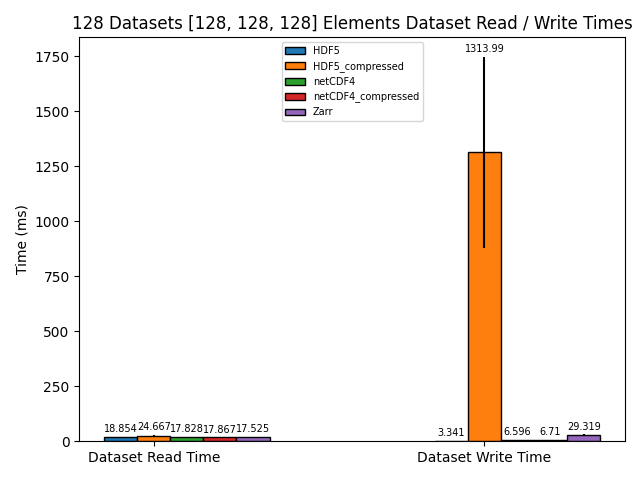 128 Datasets [128, 128, 128] Elements Dataset Read / Write Times
HDF5
HDF5_compressed
netCDF4
netCDF4_compressed
Zarr
Time (ms)
1750
1500
1250
1000
750
500
250
0
18.854
24.667
17.828
17.867
17.525
3.341
1313.99
6.596
6.71
29.319
Dataset Read Time
Dataset Write Time